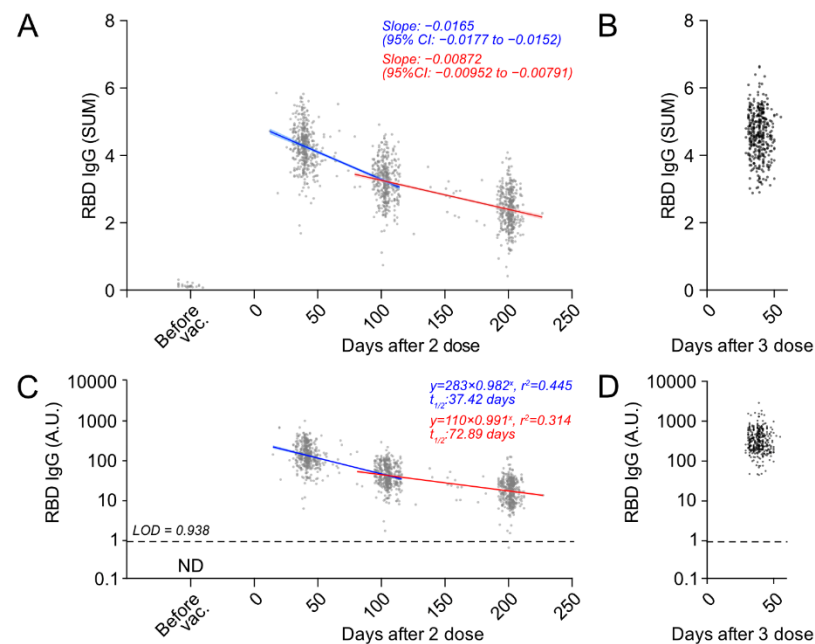 A
Slope: −0.0165
(95% CI: −0.0177 to −0.0152)
Slope: −0.00872
(95%CI: −0.00952 to −0.00791)
RBD IgG (SUM)
8
6
4
2
0
Before
vac.
0
50
100
150
200
250
Days after 2 dose
B
RBD IgG (SUM)
8
6
4
2
0
0
50
Days after 3 dose
C
y=283×0.982ˣ, r²=0.445
t1/2:37.42 days
y=110×0.991ˣ, r²=0.314
t1/2:72.89 days
RBD IgG (A.U.)
10000
1000
100
10
1
0.1
LOD = 0.938
ND
Before
vac.
0
50
100
150
200
250
Days after 2 dose
D
RBD IgG (A.U.)
10000
1000
100
10
1
0.1
0
50
Days after 3 dose